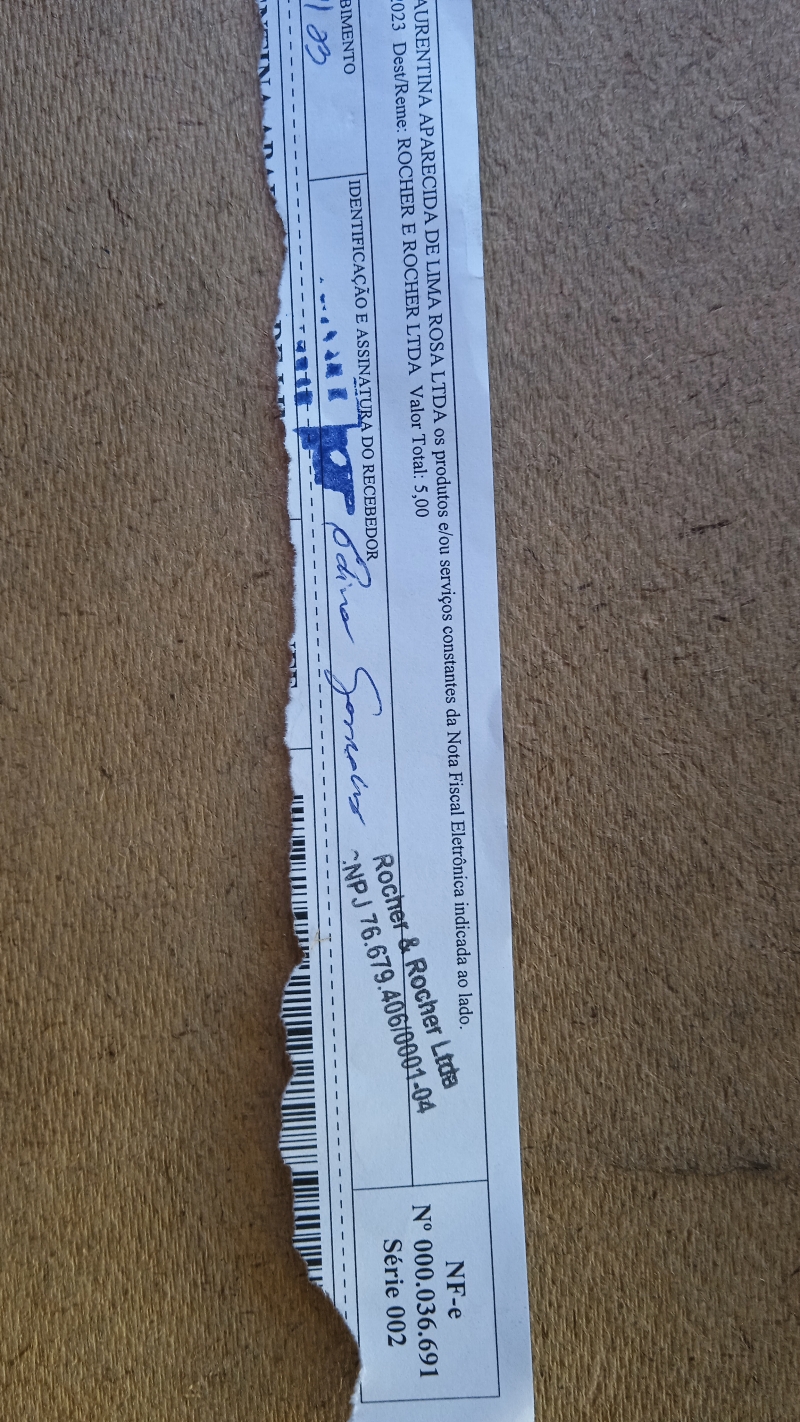 AURENTINA APARECIDA DE LIMA ROSA LTDA os produtos e/ou serviços constantes da Nota Fiscal Eletrônica indicada ao lado.
2023 Dest/Reme: ROCHER E ROCHER LTDA Valor Total: 5,00
BIMENTO
IDENTIFICAÇÃO E ASSINATURA DO RECEBEDOR
23
Rocher & Rocher Ltda
CNPJ 76.679.406/0001-04
NF-e
Nº 000.036.691
Série 002